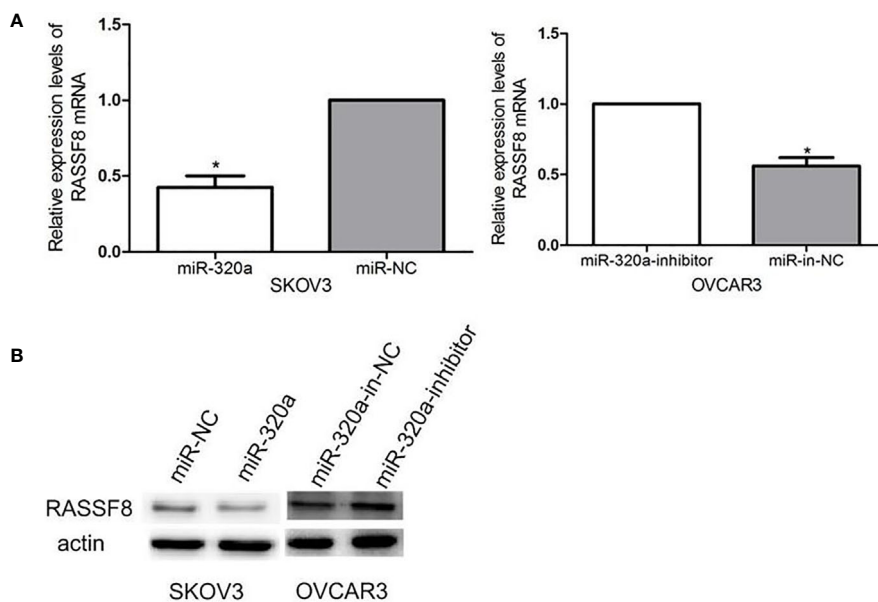 A
Relative expression levels of
RASSF8 mRNA
1.5
1.0
0.5
0.0
*
miR-320a
miR-NC
SKOV3
Relative expression levels of
RASSF8 mRNA
1.5
1.0
0.5
0.0
*
miR-320a-inhibitor
miR-in-NC
OVCAR3
B
miR-NC
miR-320a
miR-320a-in-NC
miR-320a-inhibitor
RASSF8
actin
SKOV3
OVCAR3